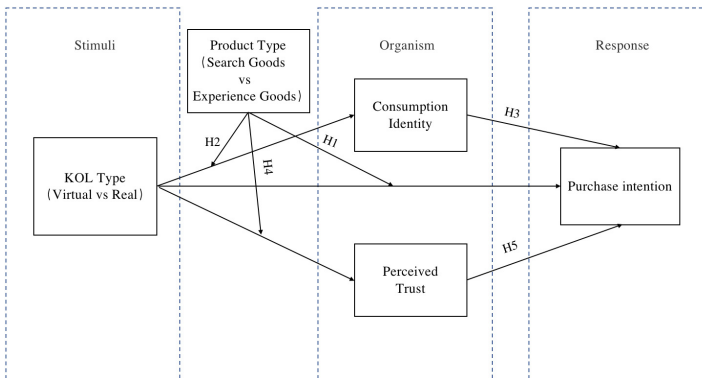 Stimuli
Product Type
(Search Goods
vs
Experience Goods)
Organism
Response
Consumption
Identity
H3
H2
H1
H4
KOL Type
(Virtual vs Real)
Purchase intention
Perceived
Trust
H5